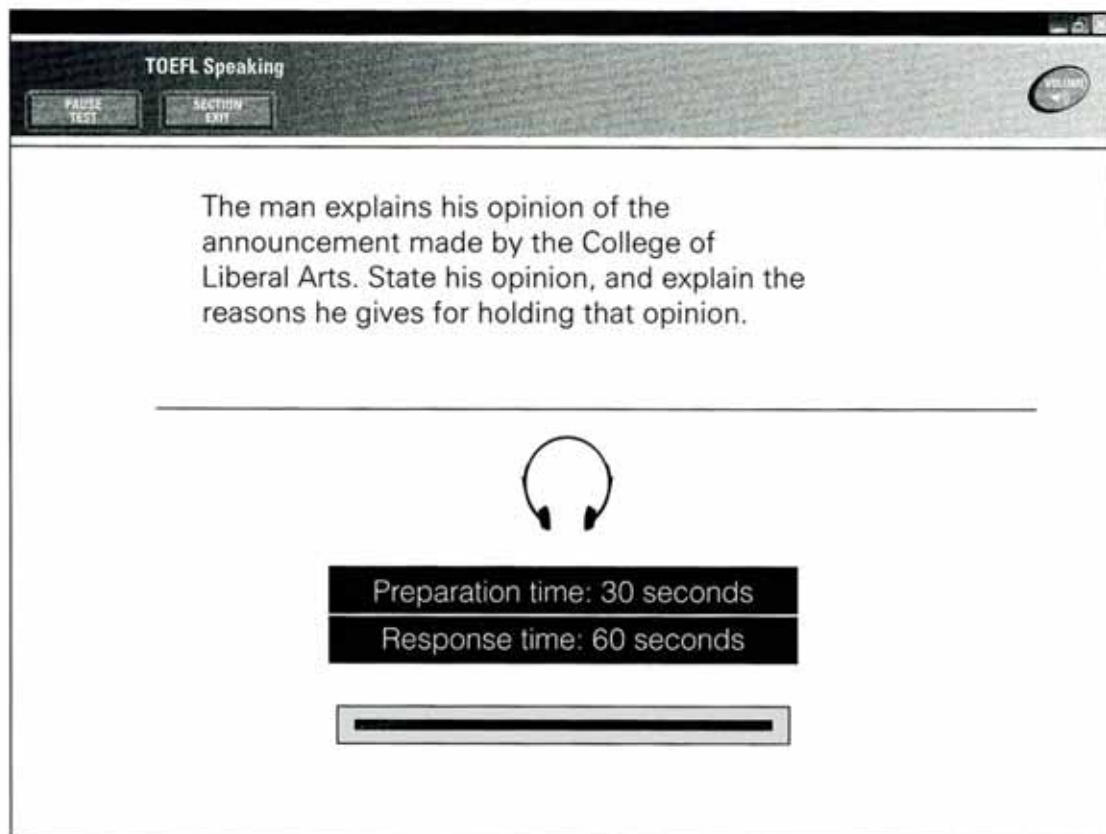 TOEFL Speaking
PAUSE
TEST
SECTION
EXIT
VOLUME
The man explains his opinion of the
announcement made by the College of
Liberal Arts. State his opinion, and explain the
reasons he gives for holding that opinion.
Preparation time: 30 seconds
Response time: 60 seconds